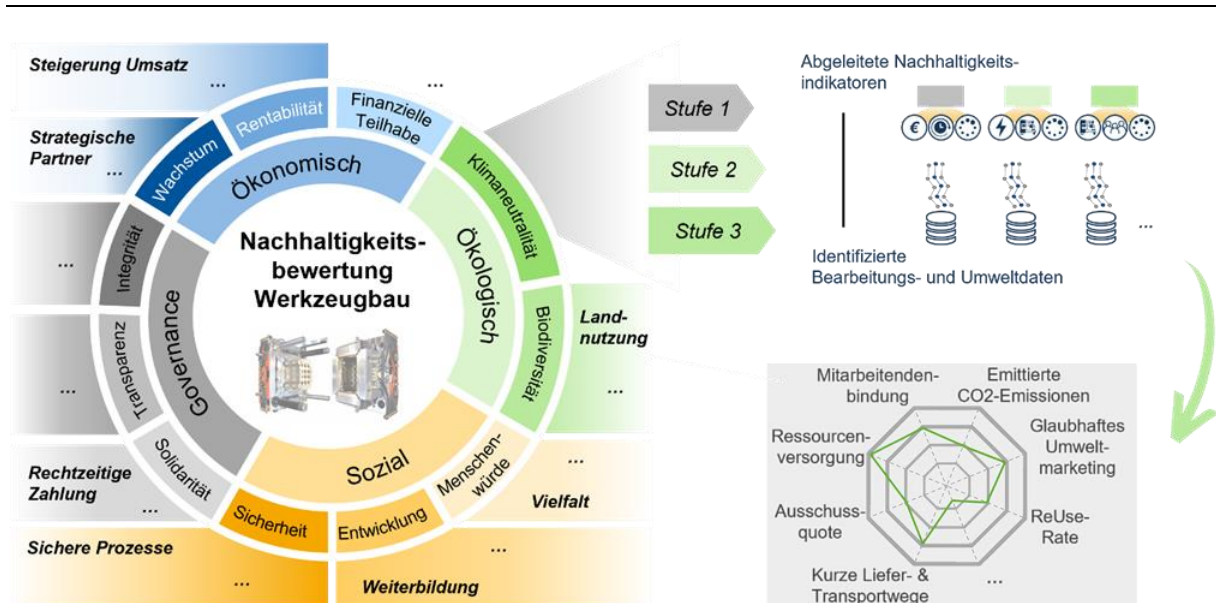 Steigerung Umsatz
...
Strategische
Partner
...
...
...
Rechtzeitige
Zahlung
...
Sichere Prozesse
...
...
Rentabilität
Finanzielle
Teilhabe
Wachstum
Klimaneutralität
Ökonomisch
Integrität
Nachhaltigkeits-
bewertung
Werkzeugbau
Ökologisch
Biodiversität
Governance
Transparenz
Solidarität
Sozial
Menschen-
würde
Sicherheit
Entwicklung
Land-
nutzung
...
...
Vielfalt
...
Weiterbildung
Stufe 1
Stufe 2
Stufe 3
Abgeleitete Nachhaltigkeits-
indikatoren
€
...
Identifizierte
Bearbeitungs- und Umweltdaten
Mitarbeitenden-
bindung
Emittierte
CO2-Emissionen
Ressourcen-
versorgung
Glaubhaftes
Umwelt-
marketing
Ausschuss-
quote
ReUse-
Rate
Kurze Liefer- &
Transportwege
...